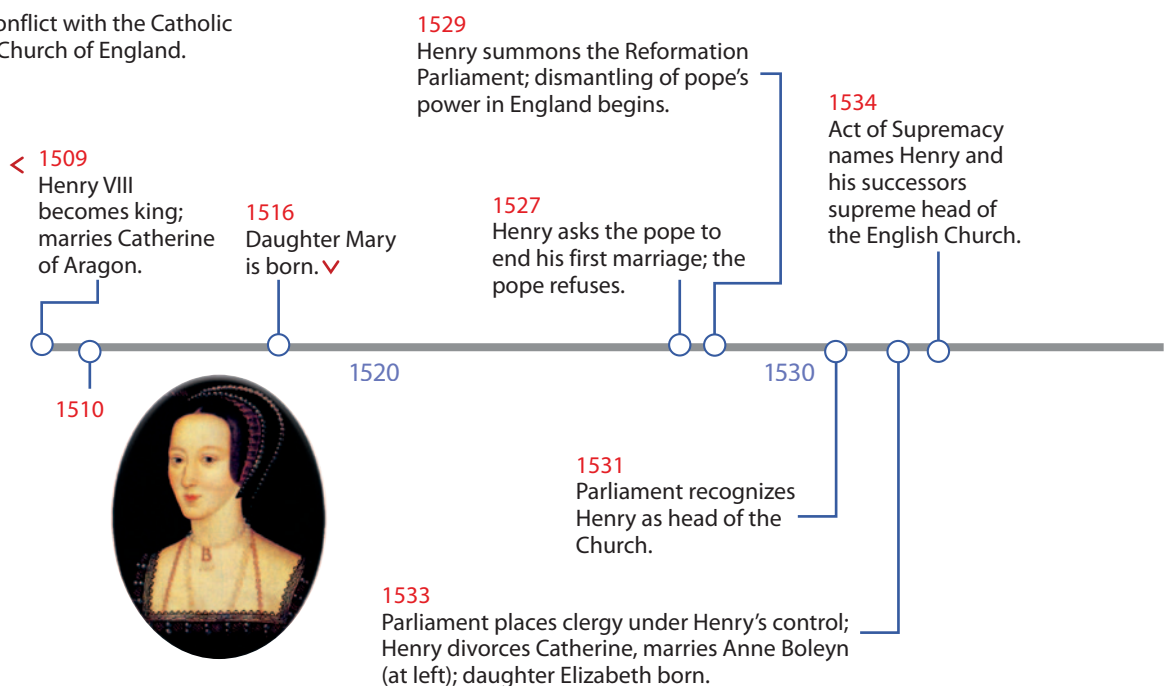 onflict with the Catholic
Church of England.
1509
Henry VIII
becomes king;
marries Catherine
of Aragon.
1510
1516
Daughter Mary
is born.
1520
1527
Henry asks the pope to
end his first marriage; the
pope refuses.
1529
Henry summons the Reformation
Parliament; dismantling of pope's
power in England begins.
1530
1531
Parliament recognizes
Henry as head of the
Church.
1533
Parliament places clergy under Henry's control;
Henry divorces Catherine, marries Anne Boleyn
(at left); daughter Elizabeth born.
1534
Act of Supremacy
names Henry and
his successors
supreme head of
the English Church.